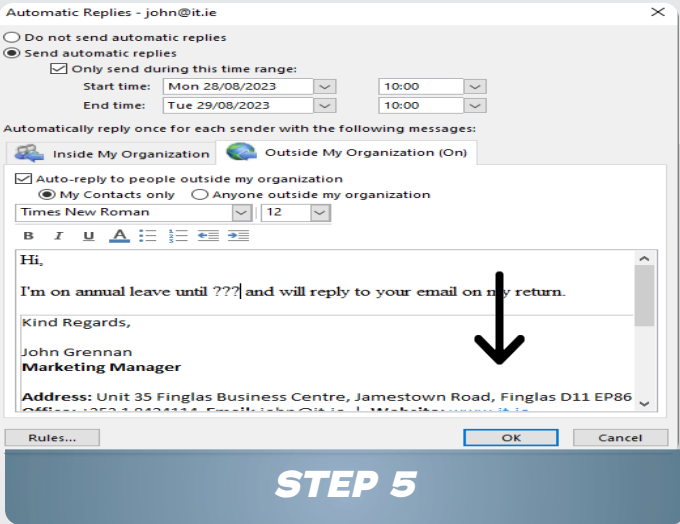 Automatic Replies - john@it.ie
Do not send automatic replies
Send automatic replies
Only send during this time range:
Start time: Mon 28/08/2023 10:00
End time: Tue 29/08/2023 10:00
Automatically reply once for each sender with the following messages:
Inside My Organization Outside My Organization (On)
Auto-reply to people outside my organization
My Contacts only Anyone outside my organization
Times New Roman 12
B I U A
Hi,
I'm on annual leave until ??? and will reply to your email on my return.
Kind Regards,
John Grennan
Marketing Manager
Address: Unit 35 Finglas Business Centre, Jamestown Road, Finglas D11 EP86
Rules... OK Cancel
STEP 5